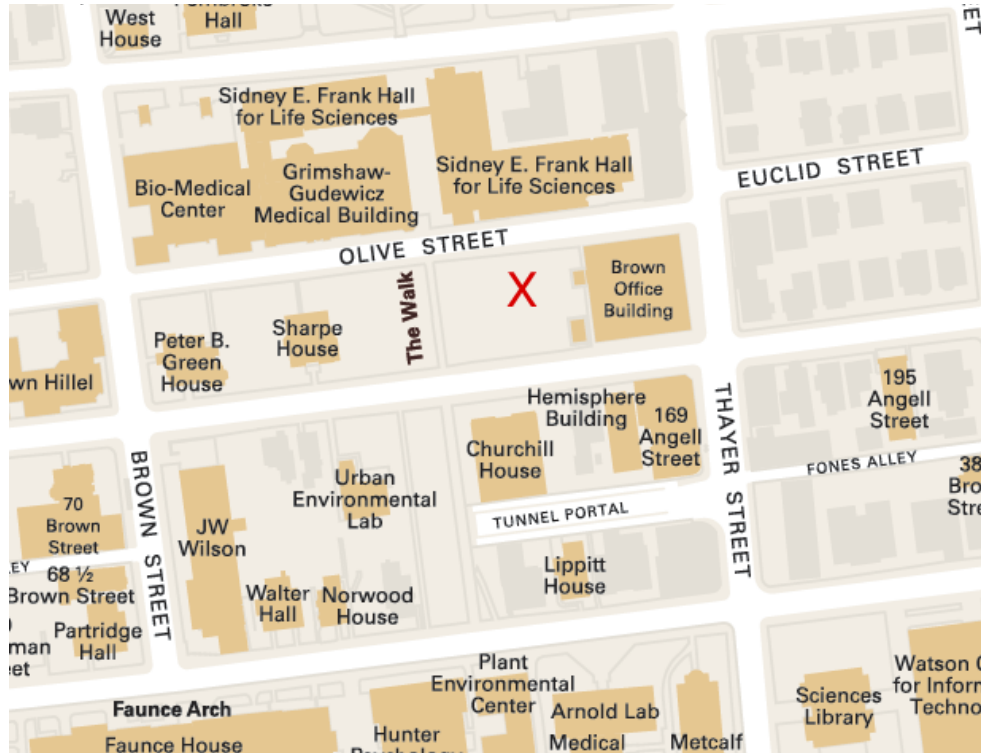 West
House
Hall
Sidney E. Frank Hall
for Life Sciences
Grimshaw-
Gudewicz
Medical Building
Bio-Medical
Center
Sidney E. Frank Hall
for Life Sciences
EUCLID STREET
OLIVE STREET
The Walk
X
Brown
Office
Building
Sharpe
House
Peter B.
Green
House
wn Hillel
Hemisphere
Building
169
Angell
Street
195
Angell
Street
Churchill
House
THAYER STREET
FONES ALLEY
BROWN STREET
70
Brown
Street
JW
Wilson
Urban
Environmental
Lab
TUNNEL PORTAL
Lippitt
House
38
Bro
Stre
EY
68 ½
Brown Street
Partridge
Hall
man
eet
Walter
Hall
Norwood
House
Plant
Environmental
Center
Arnold Lab
Medical
Metcalf
Sciences
Library
Watson C
for Inform
Techno
Faunce Arch
Faunce House
Hunter